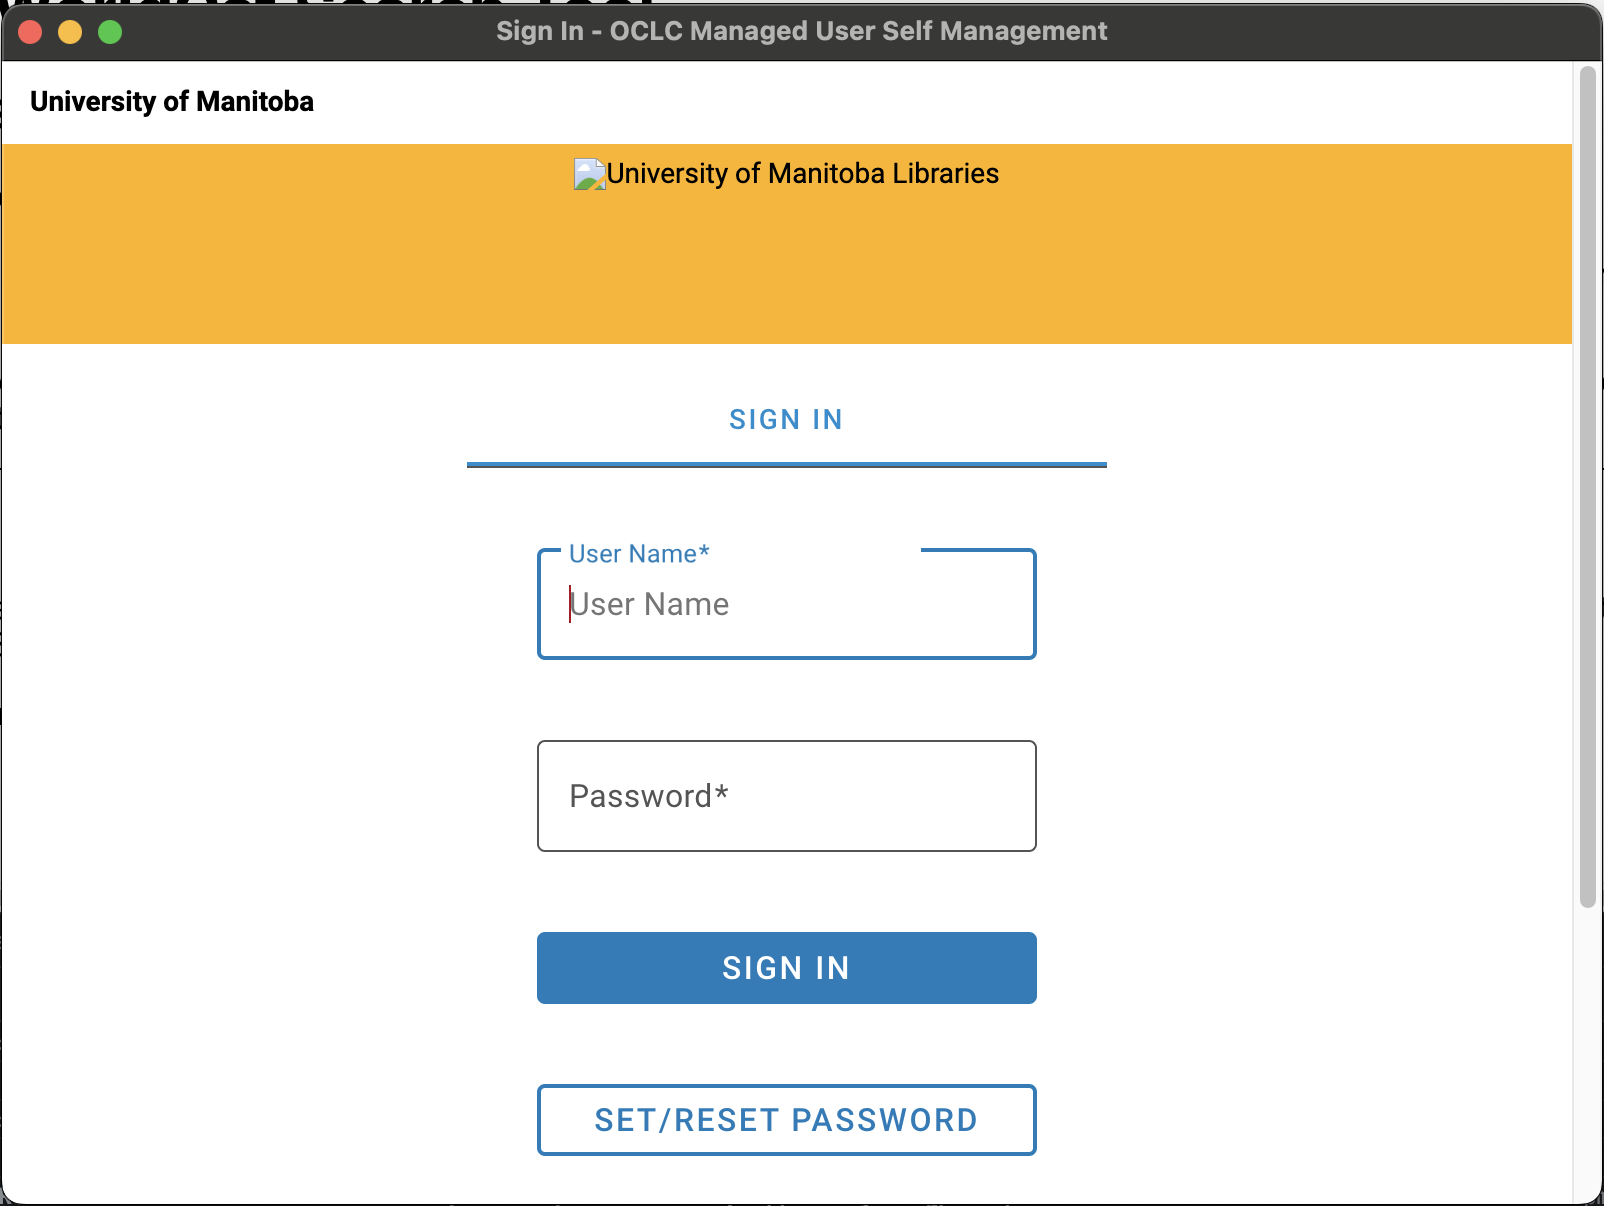 Sign In - OCLC Managed User Self Management
University of Manitoba
University of Manitoba Libraries
SIGN IN
User Name*
User Name
Password*
SIGN IN
SET/RESET PASSWORD